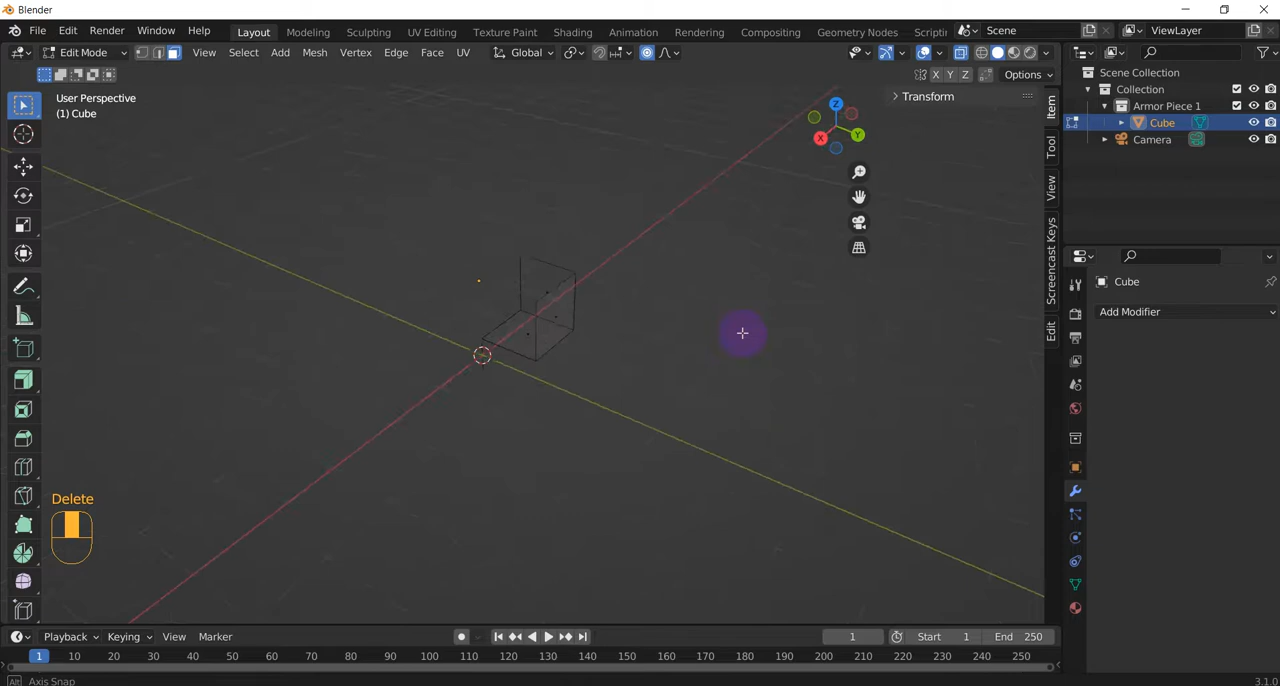 Blender
File Edit Render Window Help Layout Modeling Sculpting UV Editing Texture Paint Shading Animation Rendering Compositing Geometry Nodes Scriptin Scene ViewLayer
Edit Mode View Select Add Mesh Vertex Edge Face UV Global
X Y Z Options
User Perspective
(1) Cube
Transform
Z
Y
X
Item
Tool
View
Screencast Keys
Edit
Scene Collection
Collection
Armor Piece 1
Cube
Camera
Cube
Add Modifier
Delete
Playback Keying View Marker 1 Start 1 End 250
1 10 20 30 40 50 60 70 80 90 100 110 120 130 140 150 160 170 180 190 200 210 220 230 240 250
Alt Axis Snap 3.1.0